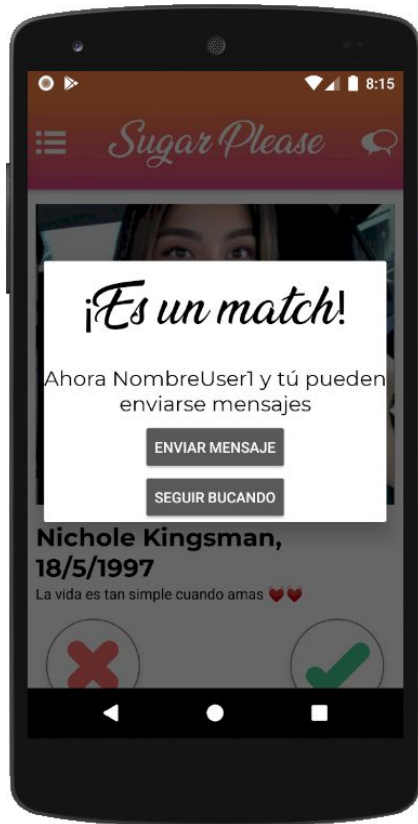 8:15
Sugar Please
¡Es un match!
Ahora NombreUser1 y tú pueden
enviarse mensajes
ENVIAR MENSAJE
SEGUIR BUCANDO
Nichole Kingsman,
18/5/1997
La vida es tan simple cuando amas ❤❤